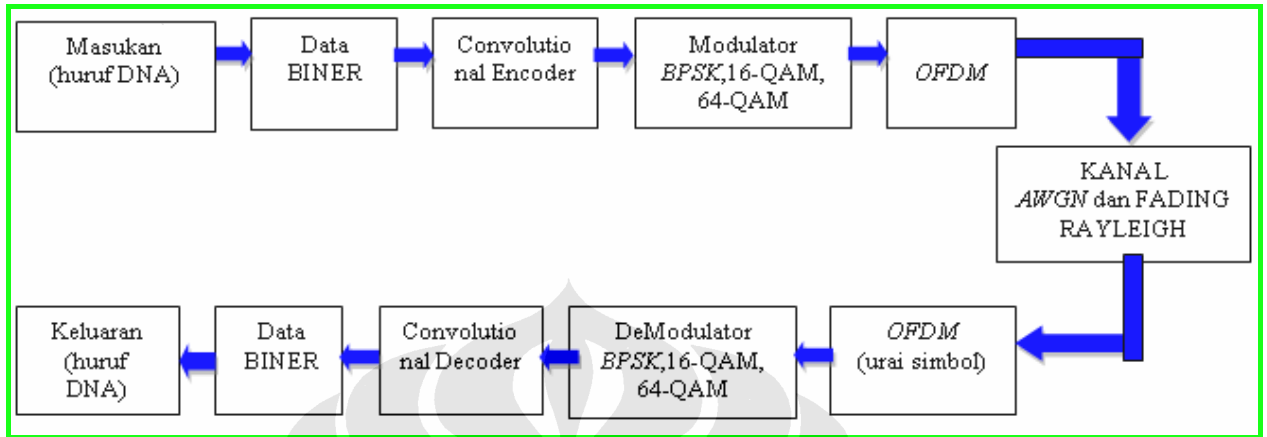 Masukan
(huruf DNA)
Data
BINER
Convolutio
nal Encoder
Modulator
BPSK,16-QAM,
64-QAM
OFDM
KANAL
AWGN dan FADING
RAYLEIGH
Keluaran
(huruf
DNA)
Data
BINER
Convolutio
nal Decoder
DeModulator
BPSK,16-QAM,
64-QAM
OFDM
(urai simbol)